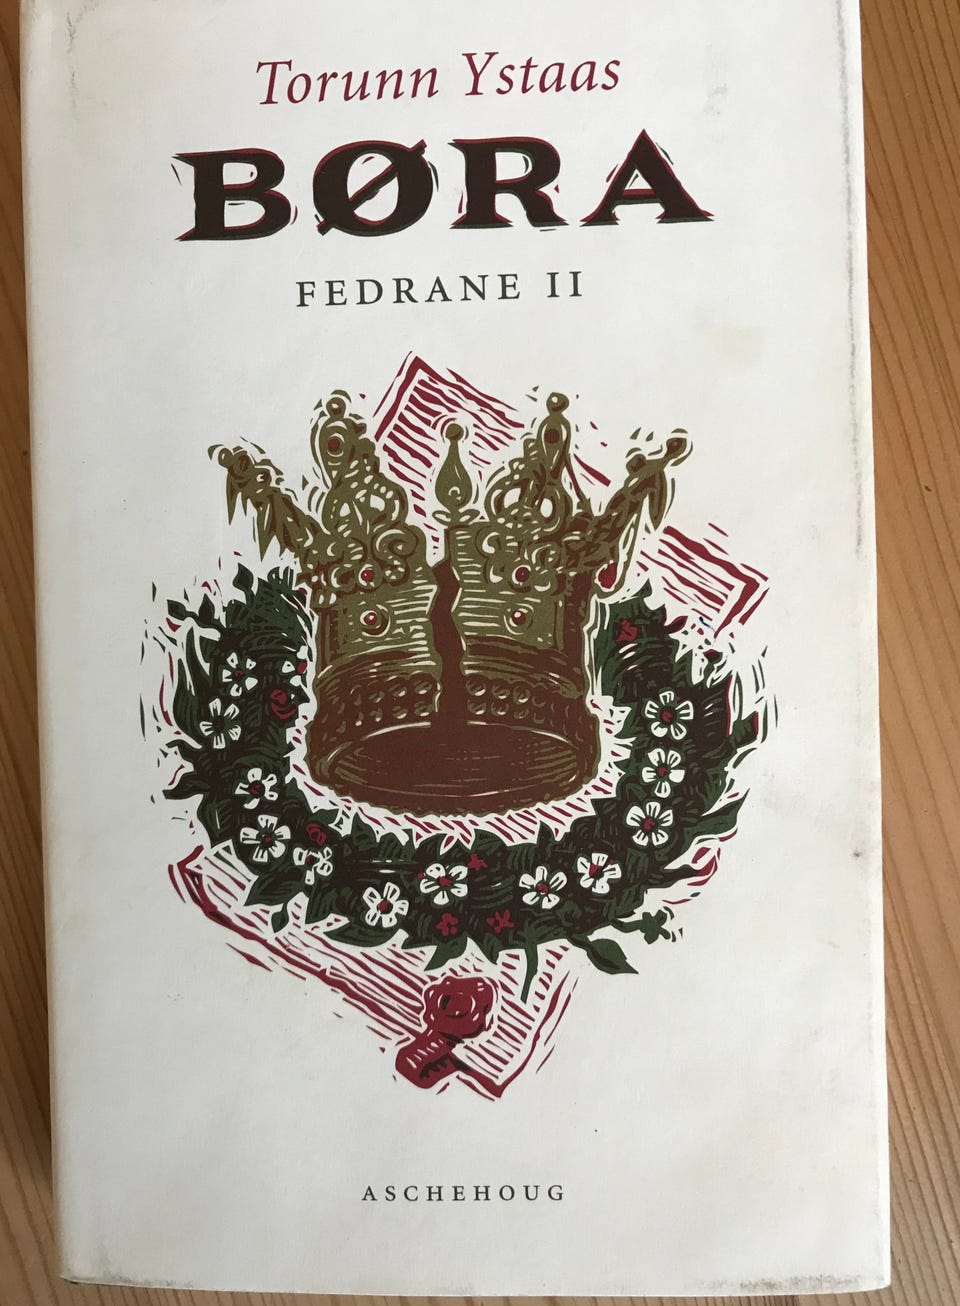 Torunn Ystaas
BØRA
FEDRANE II
ASCHEHOUG